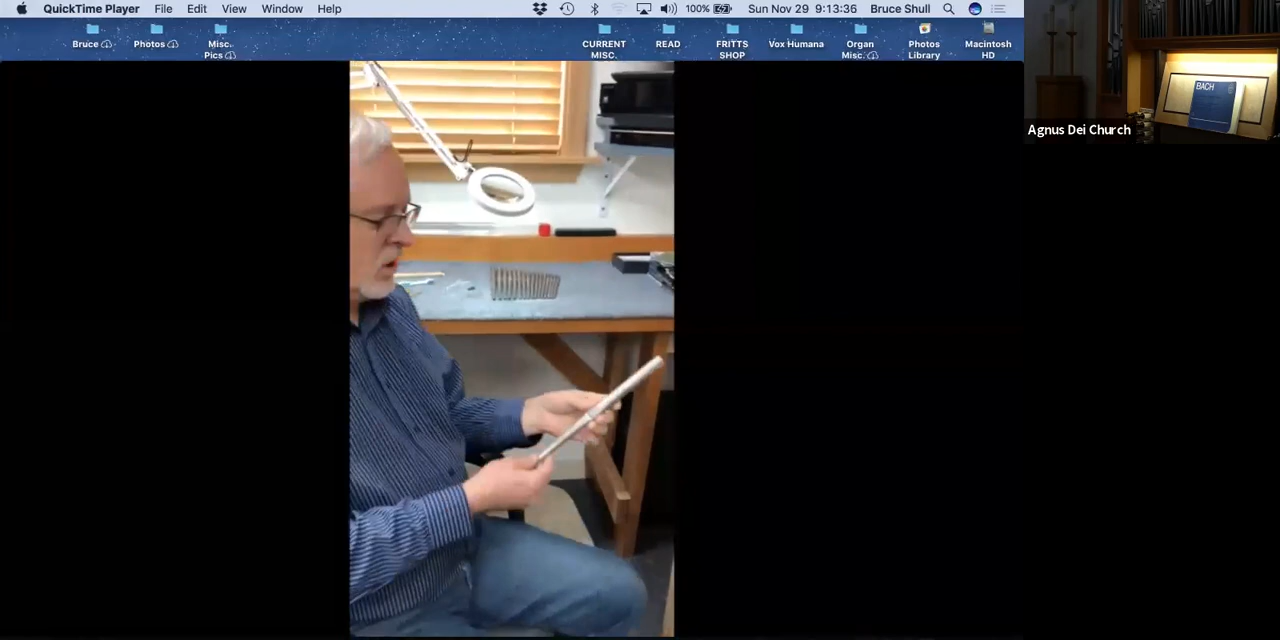 QuickTime Player File Edit View Window Help 100% Sun Nov 29 9:13:36 Bruce Shull
Bruce Photos Misc. Pics CURRENT MISC. READ FRITTS SHOP Vox Humana Organ Misc. Photos Library Macintosh HD
BACH
Agnus Dei Church